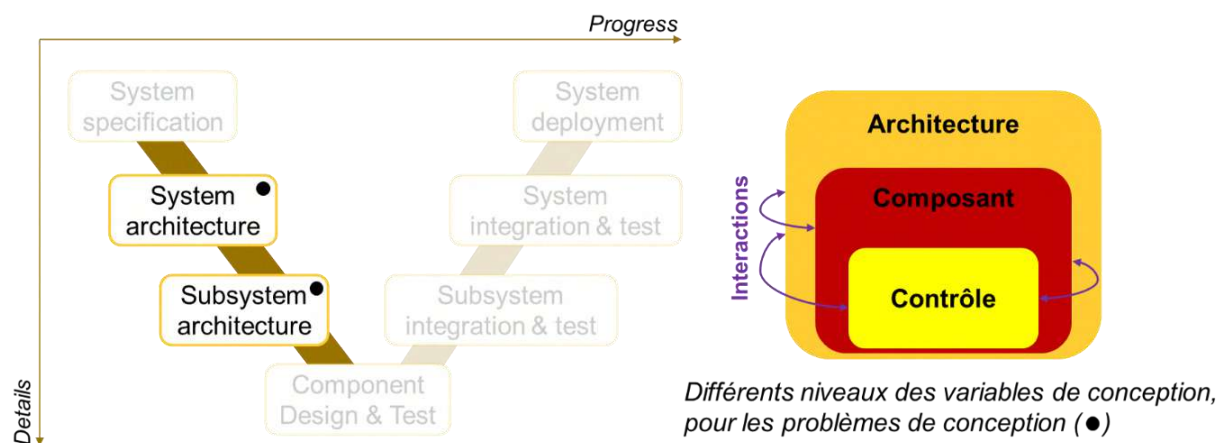 Progress
System
specification
System
deployment
System
architecture
System
integration & test
Subsystem
architecture
Subsystem
integration & test
Component
Design & Test
Details
Architecture
Composant
Contrôle
Interactions
Différents niveaux des variables de conception,
pour les problèmes de conception (●)